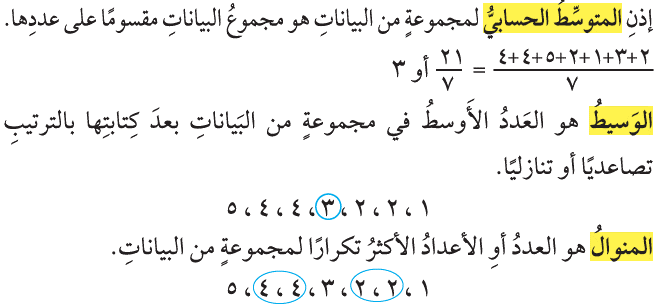 إذنِ المتوسِّطُ الحسابيُّ لمجموعةٍ من البياناتِ هو مجموعُ البياناتِ مقسومًا على عددِها.
٤+٤+٥+٢+١+٣+٢ / ٧ = ٢١ / ٧ أو ٣
الوَسيطُ هو العَددُ الأَوسطُ في مجموعةٍ من البَياناتِ بعدَ كِتابتِها بالترتيبِ
تصاعديًا أو تنازليًا.
١ ، ٢ ، ٢ ، ٣ ، ٤ ، ٤ ، ٥
المنوالُ هو العددُ أوِ الأعدادُ الأكثرُ تكرارًا لمجموعةٍ من البياناتِ.
١ ، ٢ ، ٢ ، ٣ ، ٤ ، ٤ ، ٥